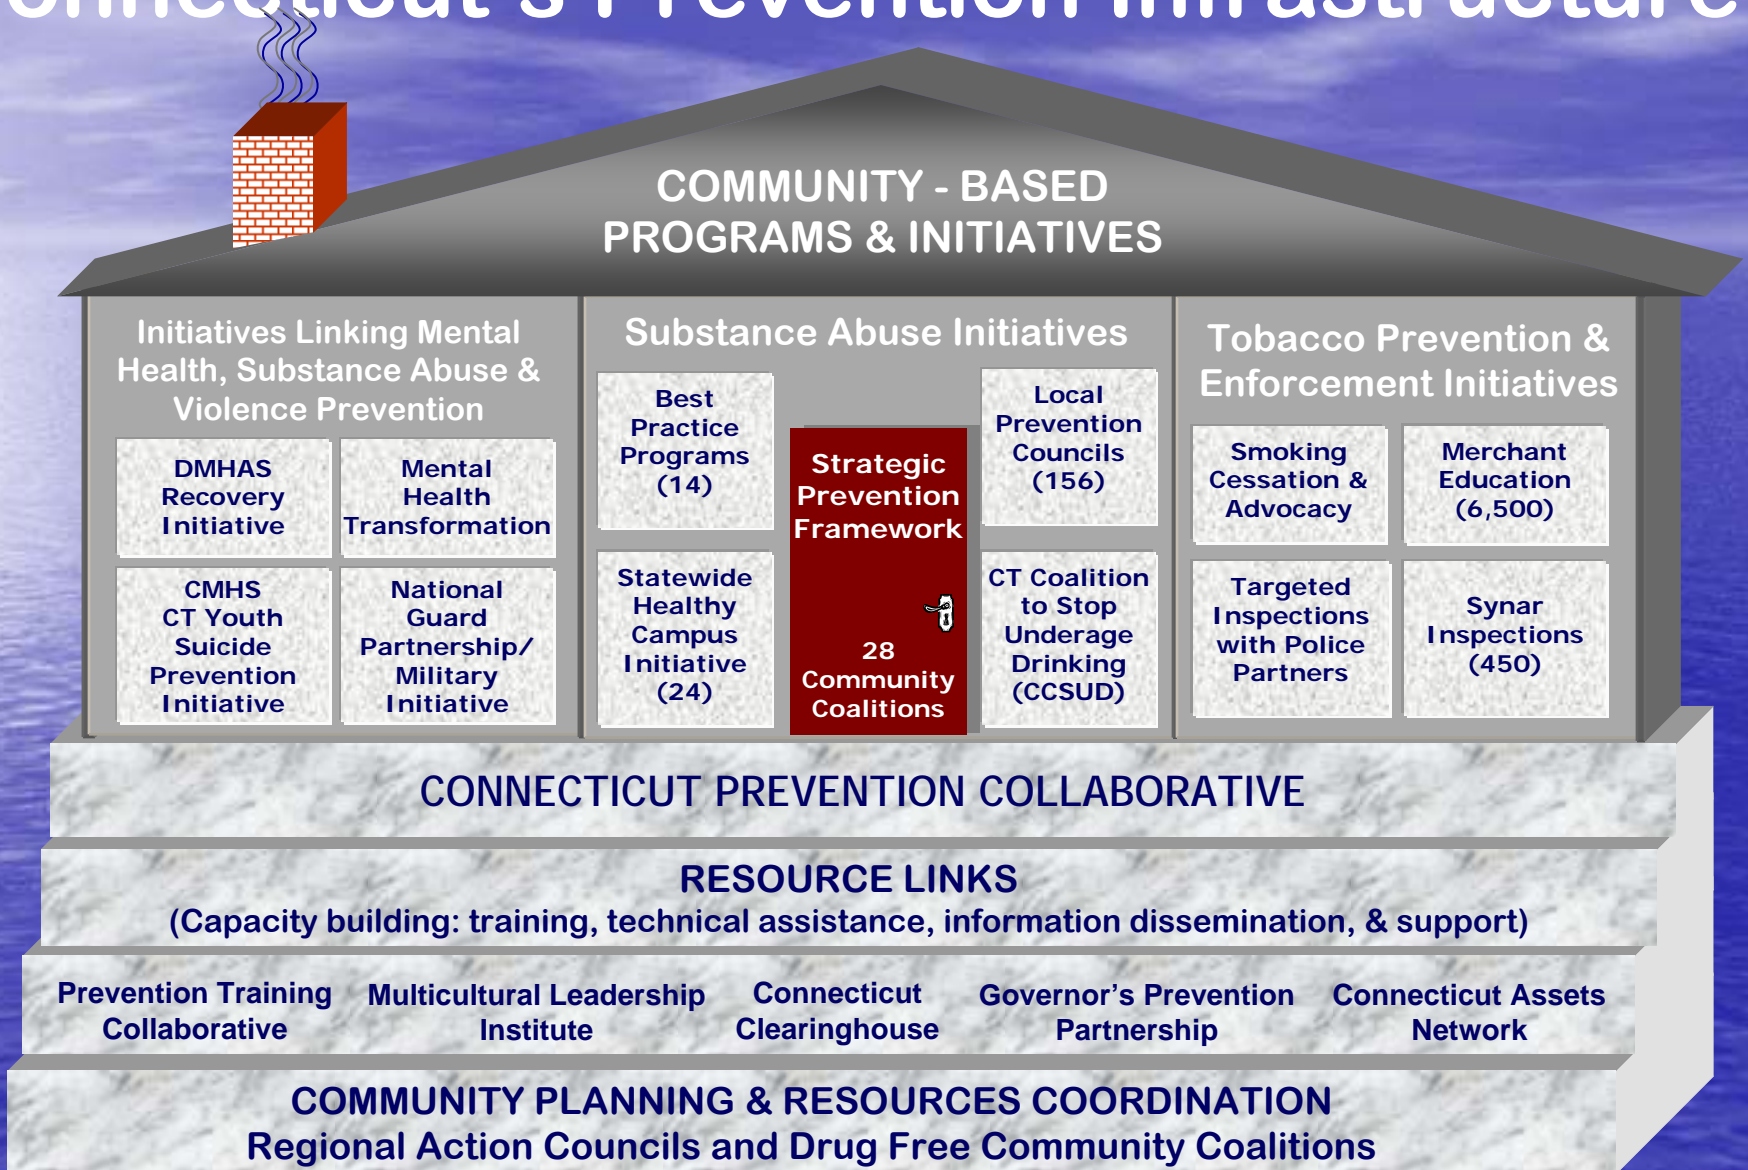 onnecticut's Prevention Infrastructure
COMMUNITY - BASED
PROGRAMS & INITIATIVES
Initiatives Linking Mental
Health, Substance Abuse &
Violence Prevention
DMHAS
Recovery
Initiative
Mental
Health
Transformation
CMHS
CT Youth
Suicide
Prevention
Initiative
National
Guard
Partnership/
Military
Initiative
Substance Abuse Initiatives
Best
Practice
Programs
(14)
Statewide
Healthy
Campus
Initiative
(24)
Strategic
Prevention
Framework
28
Community
Coalitions
Local
Prevention
Councils
(156)
CT Coalition
to Stop
Underage
Drinking
(CCSUD)
Tobacco Prevention &
Enforcement Initiatives
Smoking
Cessation &
Advocacy
Merchant
Education
(6,500)
Targeted
Inspections
with Police
Partners
Synar
Inspections
(450)
CONNECTICUT PREVENTION COLLABORATIVE
RESOURCE LINKS
(Capacity building: training, technical assistance, information dissemination, & support)
Prevention Training
Collaborative
Multicultural Leadership
Institute
Connecticut
Clearinghouse
Governor's Prevention
Partnership
Connecticut Assets
Network
COMMUNITY PLANNING & RESOURCES COORDINATION
Regional Action Councils and Drug Free Community Coalitions